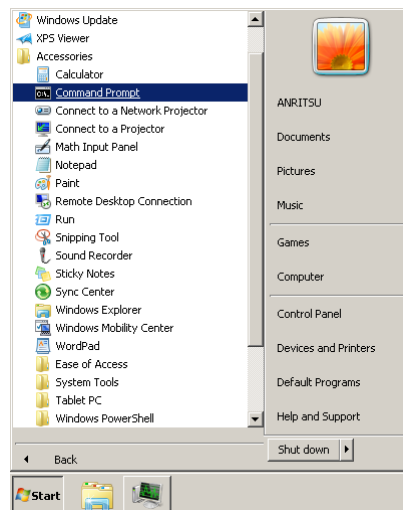 Windows Update
XPS Viewer
Accessories
Calculator
Command Prompt
Connect to a Network Projector
Connect to a Projector
Math Input Panel
Notepad
Paint
Remote Desktop Connection
Run
Snipping Tool
Sound Recorder
Sticky Notes
Sync Center
Windows Explorer
Windows Mobility Center
WordPad
Ease of Access
System Tools
Tablet PC
Windows PowerShell
Back
ANRITSU
Documents
Pictures
Music
Games
Computer
Control Panel
Devices and Printers
Default Programs
Help and Support
Shut down
Start